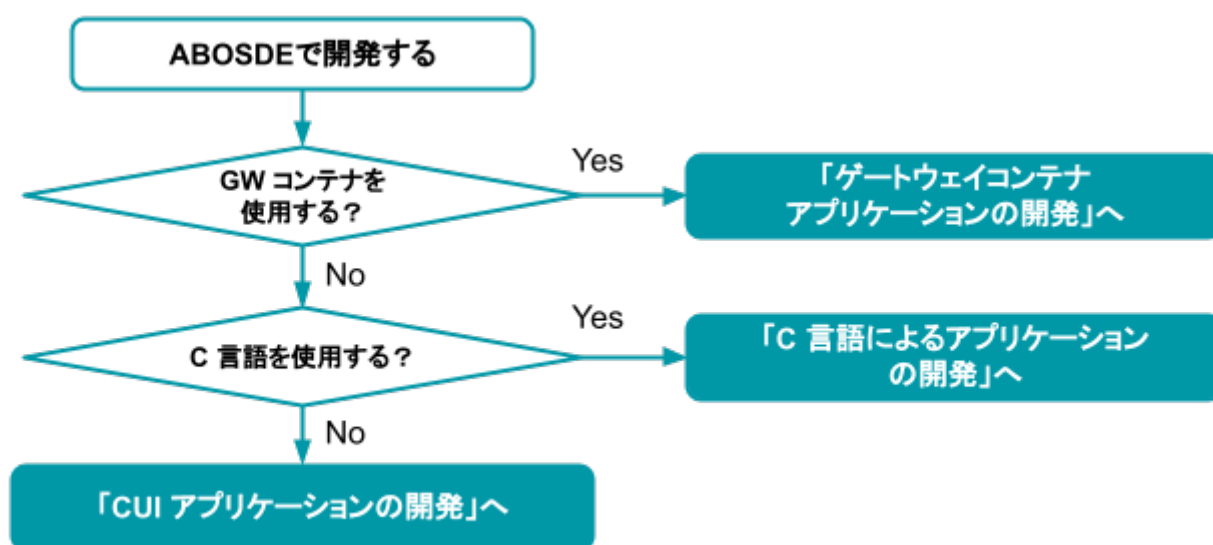 ABOSDEで開発する
GW コンテナを
使用する？
Yes
「ゲートウェイコンテナ
アプリケーションの開発」へ
No
C 言語を使用する？
Yes
「C 言語によるアプリケーション
の開発」へ
No
「CUI アプリケーションの開発」へ